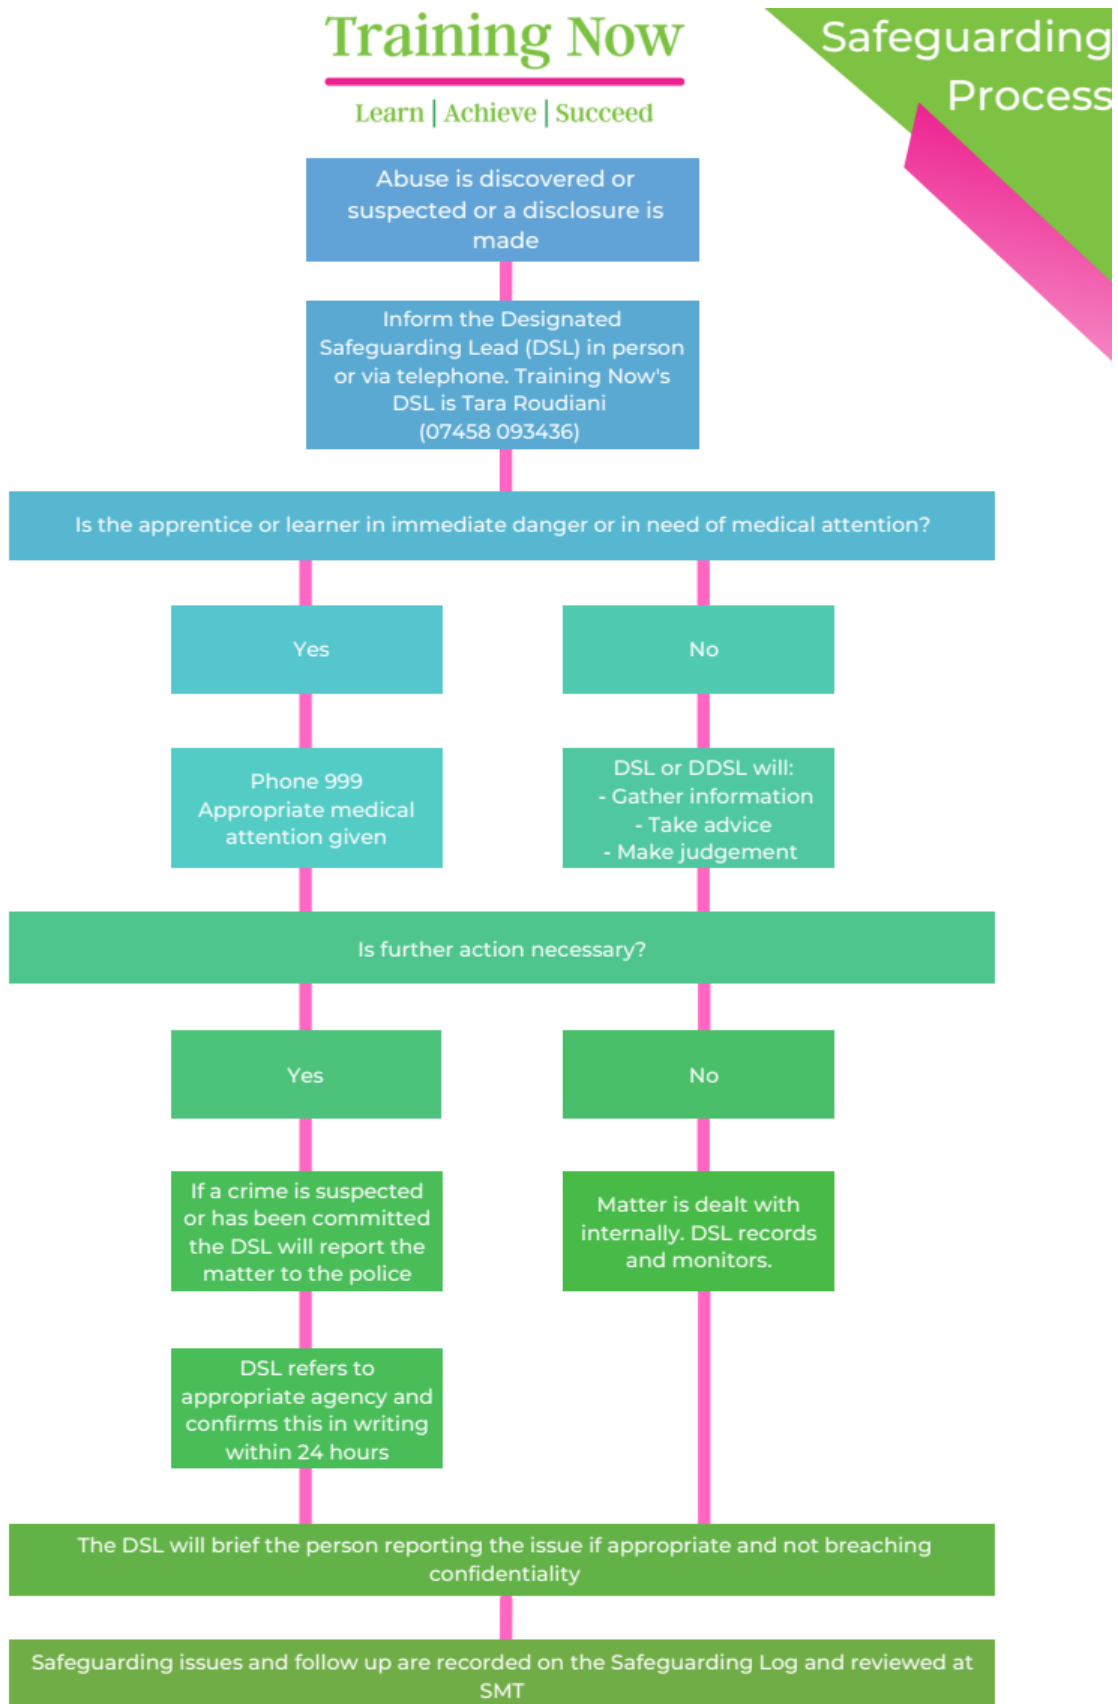 Training Now
Learn | Achieve | Succeed
Safeguarding
Process
Abuse is discovered or
suspected or a disclosure is
made
Inform the Designated
Safeguarding Lead (DSL) in person
or via telephone. Training Now's
DSL is Tara Roudiani
(07458 093436)
Is the apprentice or learner in immediate danger or in need of medical attention?
Yes
No
Phone 999
Appropriate medical
attention given
DSL or DDSL will:
- Gather information
- Take advice
- Make judgement
Is further action necessary?
Yes
No
If a crime is suspected
or has been committed
the DSL will report the
matter to the police
Matter is dealt with
internally. DSL records
and monitors.
DSL refers to
appropriate agency and
confirms this in writing
within 24 hours
The DSL will brief the person reporting the issue if appropriate and not breaching
confidentiality
Safeguarding issues and follow up are recorded on the Safeguarding Log and reviewed at
SMT